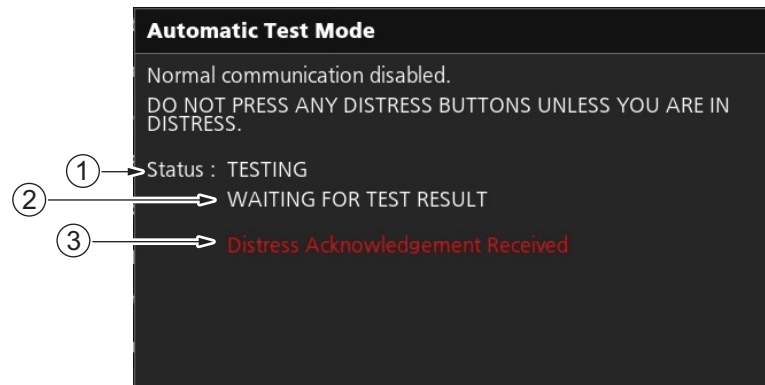 Automatic Test Mode
Normal communication disabled.
DO NOT PRESS ANY DISTRESS BUTTONS UNLESS YOU ARE IN
DISTRESS.
1 Status : TESTING
2 WAITING FOR TEST RESULT
3 Distress Acknowledgement Received